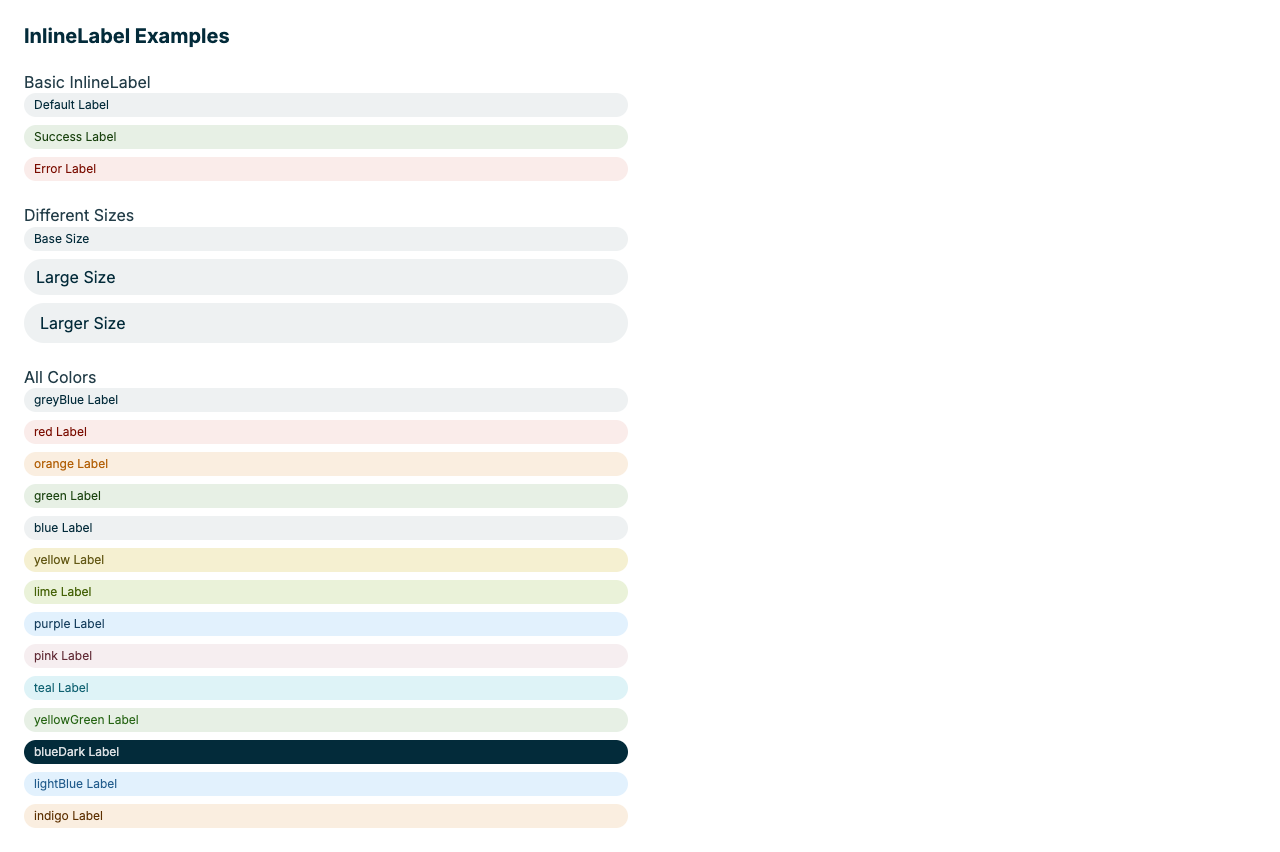 InlineLabel Examples
Basic InlineLabel
Default Label
Success Label
Error Label
Different Sizes
Base Size
Large Size
Larger Size
All Colors
greyBlue Label
red Label
orange Label
green Label
blue Label
yellow Label
lime Label
purple Label
pink Label
teal Label
yellowGreen Label
blueDark Label
lightBlue Label
indigo Label